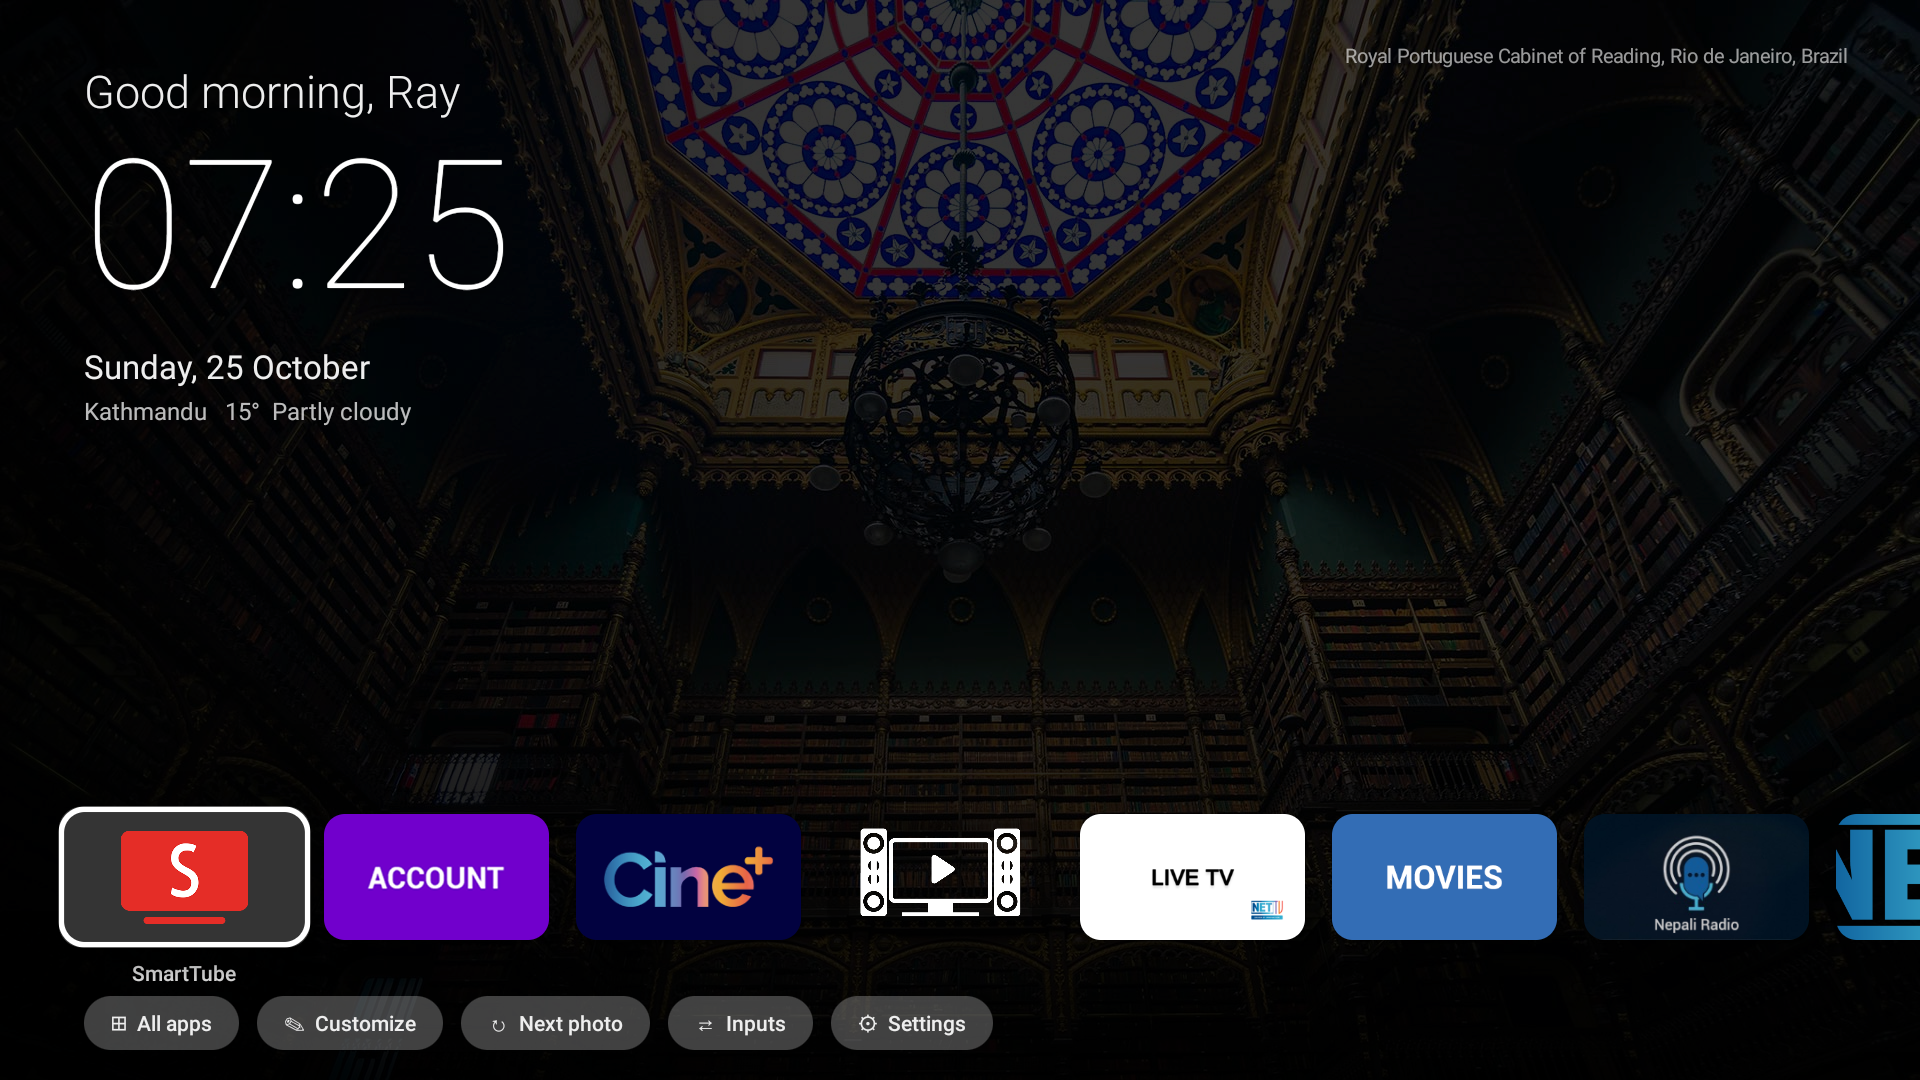 Royal Portuguese Cabinet of Reading, Rio de Janeiro, Brazil
Good morning, Ray
07:25
Sunday, 25 October
Kathmandu 15° Partly cloudy
S
ACCOUNT
Cine+
LIVE TV
NET TV
MOVIES
Nepali Radio
NE
SmartTube
All apps
Customize
Next photo
Inputs
Settings